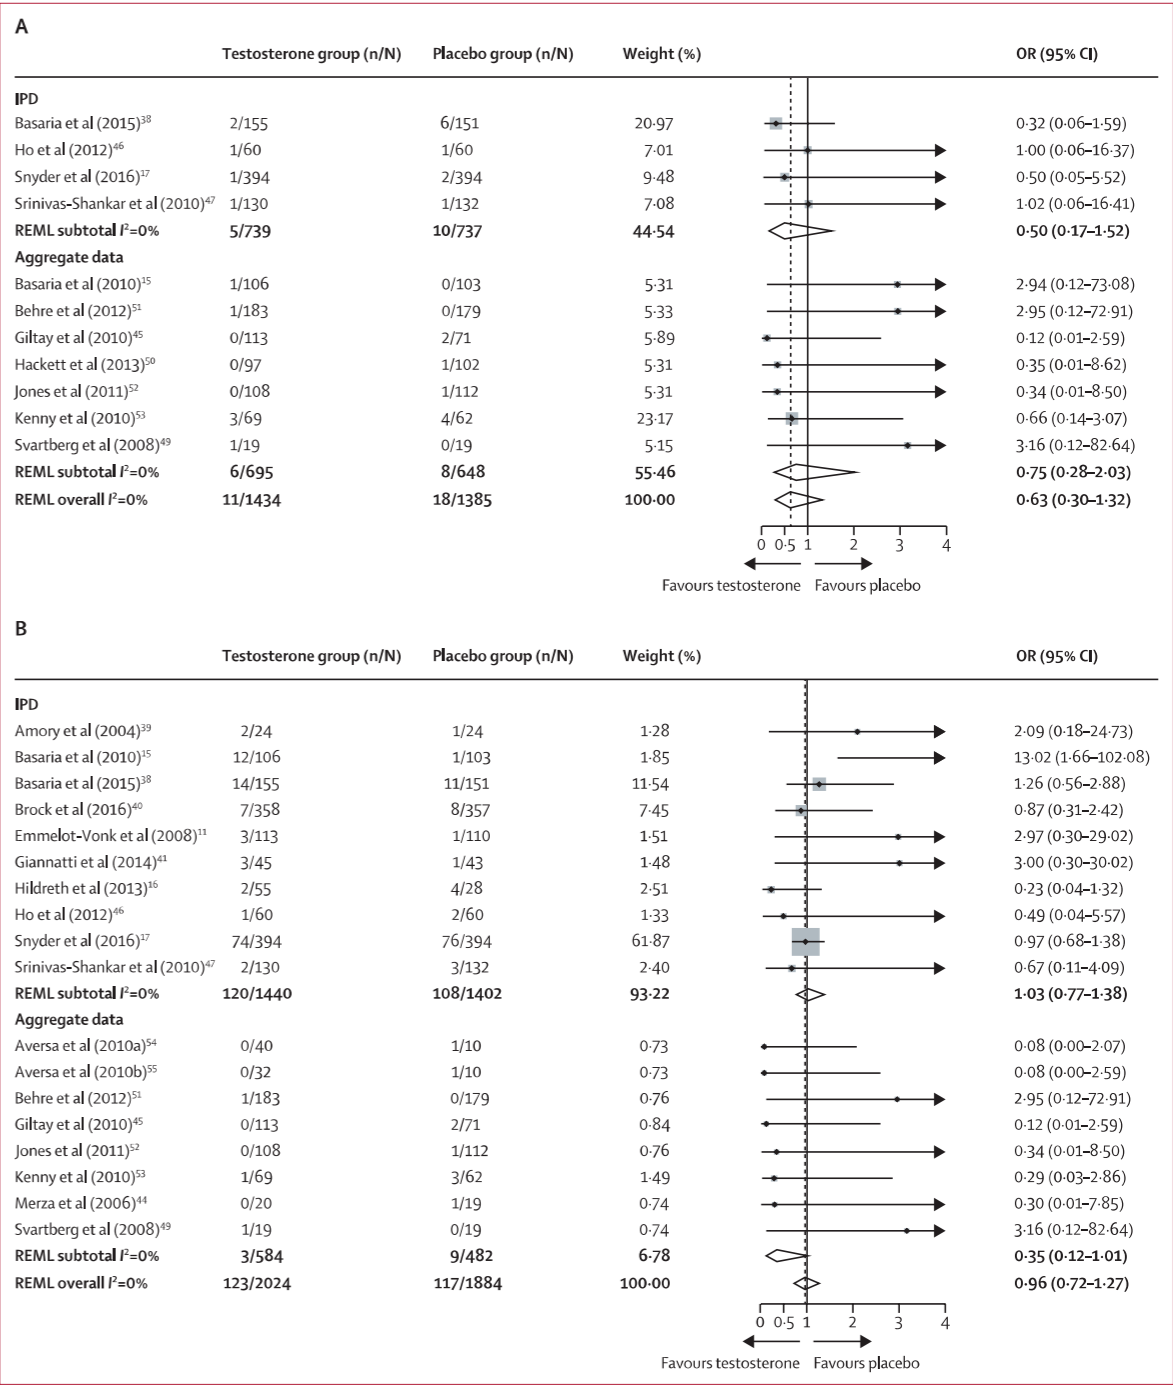 A
Testosterone group (n/N) Placebo group (n/N) Weight (%) OR (95% CI)
IPD
Basaria et al (2015)³⁸ 2/155 6/151 20·97 0·32 (0·06–1·59)
Ho et al (2012)⁴⁶ 1/60 1/60 7·01 1·00 (0·06–16·37)
Snyder et al (2016)¹⁷ 1/394 2/394 9·48 0·50 (0·05–5·52)
Srinivas-Shankar et al (2010)⁴⁷ 1/130 1/132 7·08 1·02 (0·06–16·41)
REML subtotal I²=0% 5/739 10/737 44·54 0·50 (0·17–1·52)
Aggregate data
Basaria et al (2010)¹⁵ 1/106 0/103 5·31 2·94 (0·12–73·08)
Behre et al (2012)⁵¹ 1/183 0/179 5·33 2·95 (0·12–72·91)
Giltay et al (2010)⁴⁵ 0/113 2/71 5·89 0·12 (0·01–2·59)
Hackett et al (2013)⁵⁰ 0/97 1/102 5·31 0·35 (0·01–8·62)
Jones et al (2011)⁵² 0/108 1/112 5·31 0·34 (0·01–8·50)
Kenny et al (2010)⁵³ 3/69 4/62 23·17 0·66 (0·14–3·07)
Svartberg et al (2008)⁴⁹ 1/19 0/19 5·15 3·16 (0·12–82·64)
REML subtotal I²=0% 6/695 8/648 55·46 0·75 (0·28–2·03)
REML overall I²=0% 11/1434 18/1385 100·00 0·63 (0·30–1·32)
0 0·5 1 2 3 4
Favours testosterone Favours placebo
B
Testosterone group (n/N) Placebo group (n/N) Weight (%) OR (95% CI)
IPD
Amory et al (2004)³⁹ 2/24 1/24 1·28 2·09 (0·18–24·73)
Basaria et al (2010)¹⁵ 12/106 1/103 1·85 13·02 (1·66–102·08)
Basaria et al (2015)³⁸ 14/155 11/151 11·54 1·26 (0·56–2·88)
Brock et al (2016)⁴⁰ 7/358 8/357 7·45 0·87 (0·31–2·42)
Emmelot-Vonk et al (2008)¹¹ 3/113 1/110 1·51 2·97 (0·30–29·02)
Giannatti et al (2014)⁴¹ 3/45 1/43 1·48 3·00 (0·30–30·02)
Hildreth et al (2013)¹⁶ 2/55 4/28 2·51 0·23 (0·04–1·32)
Ho et al (2012)⁴⁶ 1/60 2/60 1·33 0·49 (0·04–5·57)
Snyder et al (2016)¹⁷ 74/394 76/394 61·87 0·97 (0·68–1·38)
Srinivas-Shankar et al (2010)⁴⁷ 2/130 3/132 2·40 0·67 (0·11–4·09)
REML subtotal I²=0% 120/1440 108/1402 93·22 1·03 (0·77–1·38)
Aggregate data
Aversa et al (2010a)⁵⁴ 0/40 1/10 0·73 0·08 (0·00–2·07)
Aversa et al (2010b)⁵⁵ 0/32 1/10 0·73 0·08 (0·00–2·59)
Behre et al (2012)⁵¹ 1/183 0/179 0·76 2·95 (0·12–72·91)
Giltay et al (2010)⁴⁵ 0/113 2/71 0·84 0·12 (0·01–2·59)
Jones et al (2011)⁵² 0/108 1/112 0·76 0·34 (0·01–8·50)
Kenny et al (2010)⁵³ 1/69 3/62 1·49 0·29 (0·03–2·86)
Merza et al (2006)⁴⁴ 0/20 1/19 0·74 0·30 (0·01–7·85)
Svartberg et al (2008)⁴⁹ 1/19 0/19 0·74 3·16 (0·12–82·64)
REML subtotal I²=0% 3/584 9/482 6·78 0·35 (0·12–1·01)
REML overall I²=0% 123/2024 117/1884 100·00 0·96 (0·72–1·27)
0 0·5 1 2 3 4
Favours testosterone Favours placebo